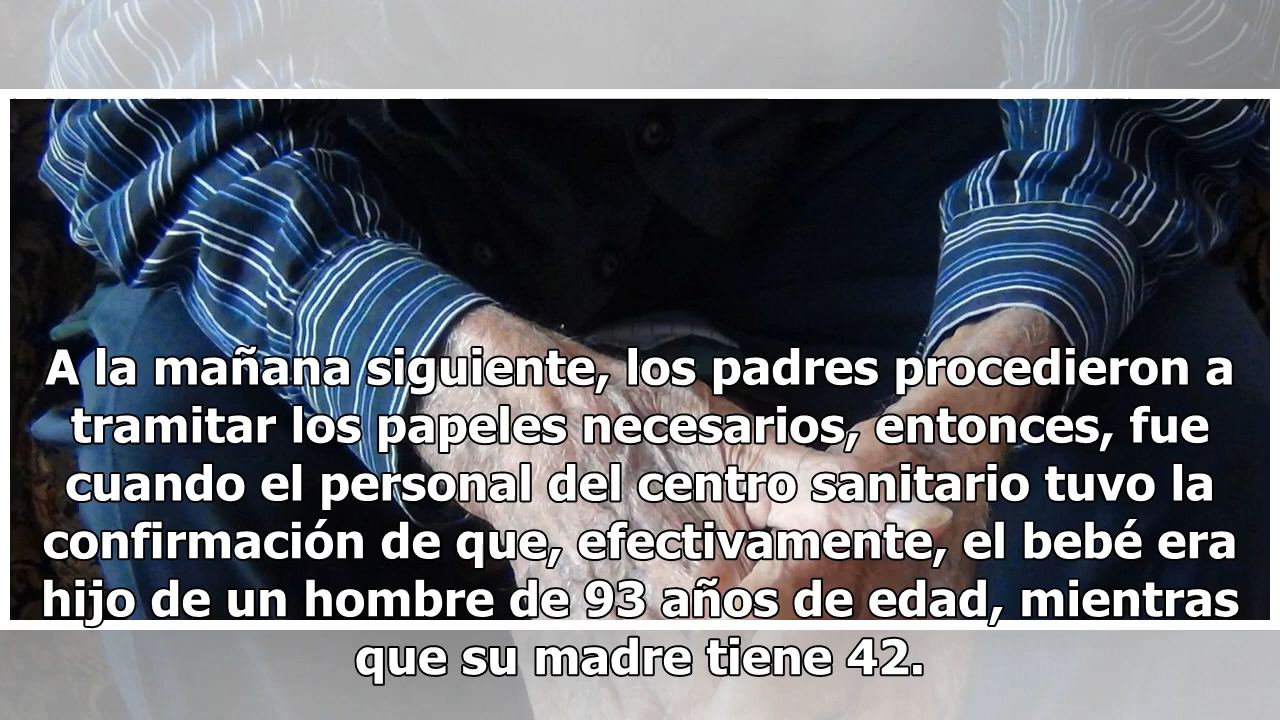 A la mañana siguiente, los padres procedieron a
tramitar los papeles necesarios, entonces, fue
cuando el personal del centro sanitario tuvo la
confirmación de que, efectivamente, el bebé era
hijo de un hombre de 93 años de edad, mientras
que su madre tiene 42.